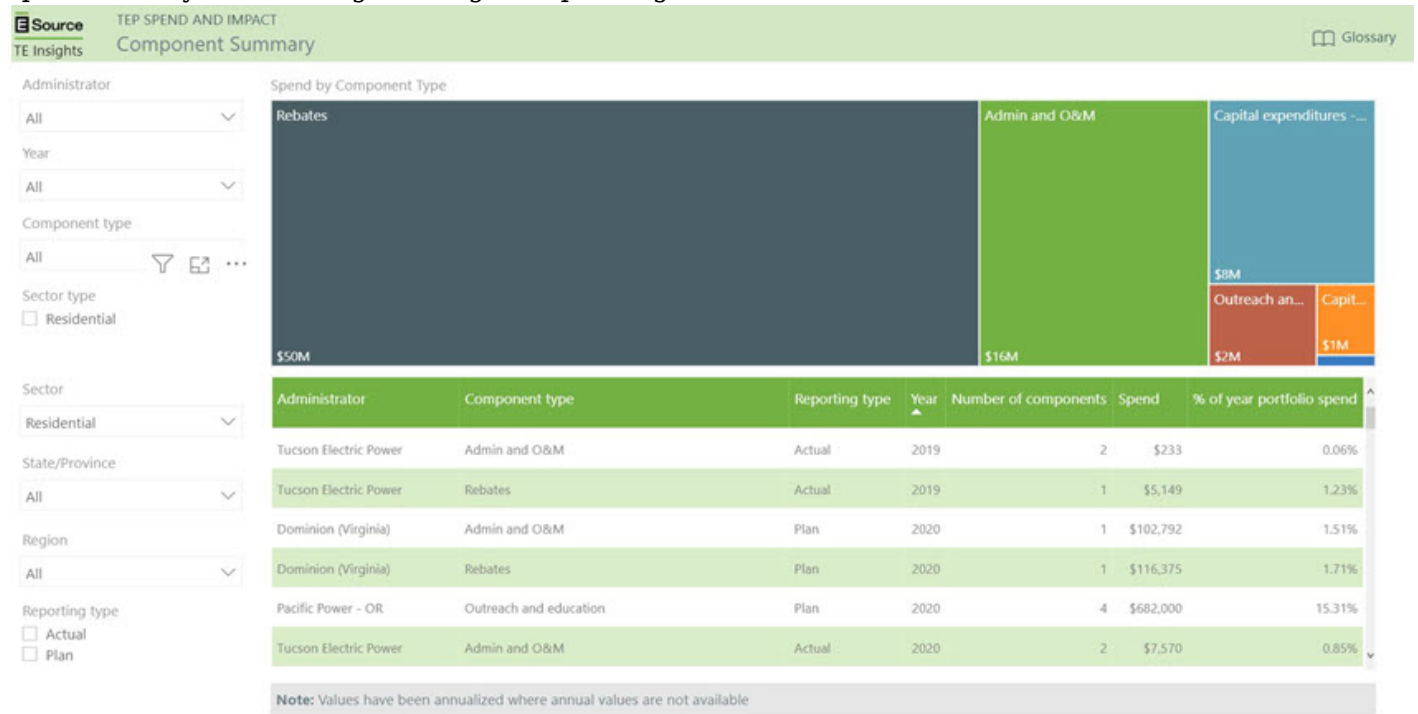 E Source
TE Insights
TEP SPEND AND IMPACT
Component Summary
Glossary
Administrator
All
Year
All
Component type
All
Sector type
Residential
Sector
Residential
State/Province
All
Region
All
Reporting type
Actual
Plan
Spend by Component Type
Rebates
$50M
Admin and O&M
$16M
Capital expenditures -...
$8M
Outreach an...
$2M
Capit...
$1M
Administrator Component type Reporting type Year Number of components Spend % of year portfolio spend
Tucson Electric Power Admin and O&M Actual 2019 2 $233 0.06%
Tucson Electric Power Rebates Actual 2019 1 $5,149 1.23%
Dominion (Virginia) Admin and O&M Plan 2020 1 $102,792 1.51%
Dominion (Virginia) Rebates Plan 2020 1 $116,375 1.71%
Pacific Power - OR Outreach and education Plan 2020 4 $682,000 15.31%
Tucson Electric Power Admin and O&M Actual 2020 2 $7,570 0.85%
Note: Values have been annualized where annual values are not available